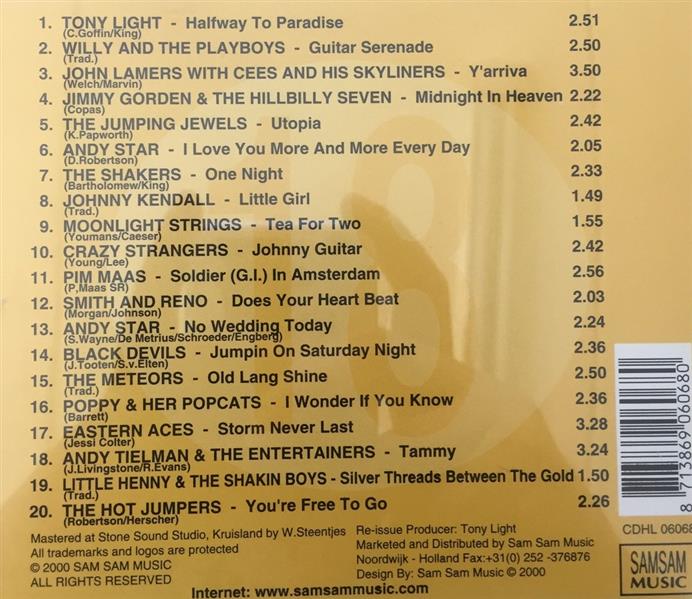 1. TONY LIGHT - Halfway To Paradise 2.51
(C.Goffin/King)
2. WILLY AND THE PLAYBOYS - Guitar Serenade 2.50
(Trad.)
3. JOHN LAMERS WITH CEES AND HIS SKYLINERS - Y'arriva 3.50
(Welch/Marvin)
4. JIMMY GORDEN & THE HILLBILLY SEVEN - Midnight In Heaven 2.22
(Copas)
5. THE JUMPING JEWELS - Utopia 2.42
(K.Papworth)
6. ANDY STAR - I Love You More And More Every Day 2.05
(D.Robertson)
7. THE SHAKERS - One Night 2.33
(Bartholomew/King)
8. JOHNNY KENDALL - Little Girl 1.49
(Trad.)
9. MOONLIGHT STRINGS - Tea For Two 1.55
(Youmans/Caeser)
10. CRAZY STRANGERS - Johnny Guitar 2.42
(Young/Lee)
11. PIM MAAS - Soldier (G.I.) In Amsterdam 2.56
(P,Maas SR)
12. SMITH AND RENO - Does Your Heart Beat 2.03
(Morgan/Johnson)
13. ANDY STAR - No Wedding Today 2.24
(S.Wayne/De Metrius/Schroeder/Engberg)
14. BLACK DEVILS - Jumpin On Saturday Night 2.36
(J.Tooten/S.v.Elten)
15. THE METEORS - Old Lang Shine 2.50
(Trad.)
16. POPPY & HER POPCATS - I Wonder If You Know 2.36
(Barrett)
17. EASTERN ACES - Storm Never Last 3.28
(Jessi Colter)
18. ANDY TIELMAN & THE ENTERTAINERS - Tammy 3.24
(J.Livingstone/R.Evans)
19. LITTLE HENNY & THE SHAKIN BOYS - Silver Threads Between The Gold 1.50
(Trad.)
20. THE HOT JUMPERS - You're Free To Go 2.26
(Robertson/Herscher)
Mastered at Stone Sound Studio, Kruisland by W.Steentjes
All trademarks and logos are protected
© 2000 SAM SAM MUSIC
ALL RIGHTS RESERVED
Re-issue Producer: Tony Light
Marketed and Distributed by Sam Sam Music
Noordwijk - Holland Fax:+31(0) 252 -376876
Design By: Sam Sam Music © 2000
Internet: www.samsammusic.com
8 713869 060680
CDHL 06068
SAMSAM
MUSIC